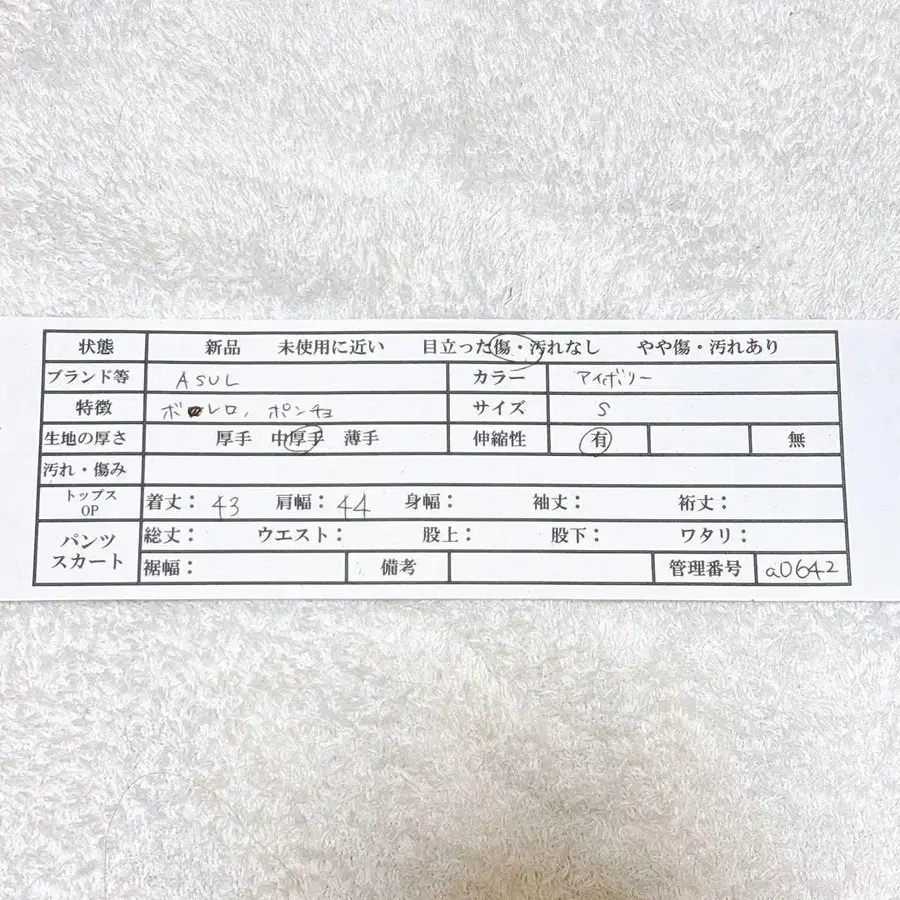 状態 新品 未使用に近い 目立った傷・汚れなし やや傷・汚れあり
ブランド等 ASUL カラー アイボリー
特徴 ボレロ, ポンチョ サイズ S
生地の厚さ 厚手 中厚手 薄手 伸縮性 有 無
汚れ・傷み
トップス OP 着丈: 43 肩幅: 44 身幅: 袖丈: 裄丈:
パンツ スカート 総丈: ウエスト: 股上: 股下: ワタリ:
裾幅: 備考 管理番号 a0642